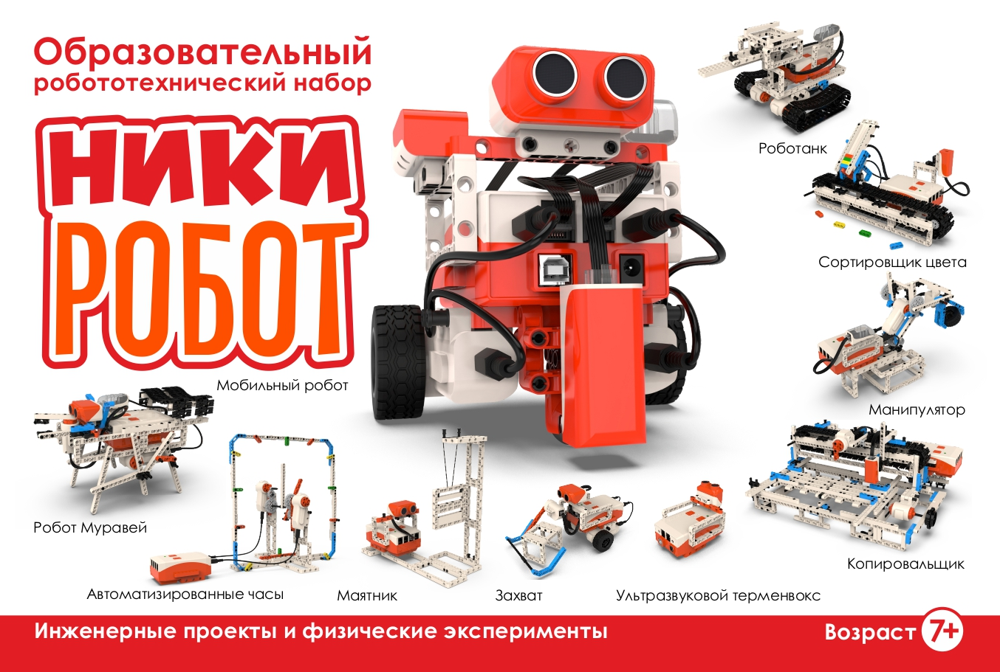 Образовательный
робототехнический набор
НИКИ
РОБОТ
Роботанк
Сортировщик цвета
Манипулятор
Мобильный робот
Робот Муравей
Копировальщик
Автоматизированные часы
Маятник
Захват
Ультразвуковой терменвокс
Инженерные проекты и физические эксперименты
Возраст 7+